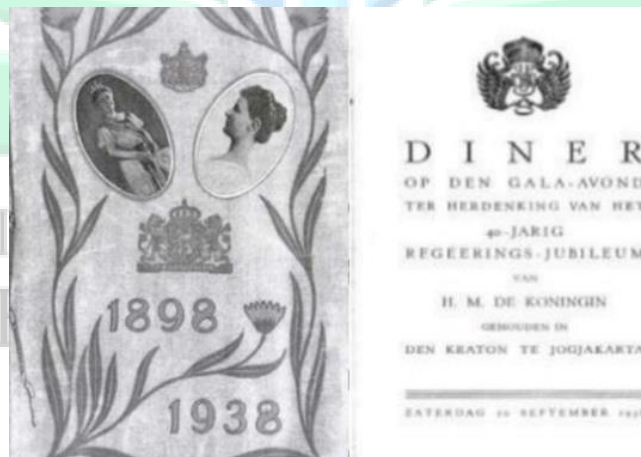 1898
1938
DINER
OP DEN GALA-AVOND
TER HERDENKING VAN HET
40-JARIG
REGEERINGS-JUBILEUM
VAN
H. M. DE KONINGIN
GEHOUDEN IN
DEN KRATON TE JOGJAKARTA
ZATERDAG SEPTEMBER